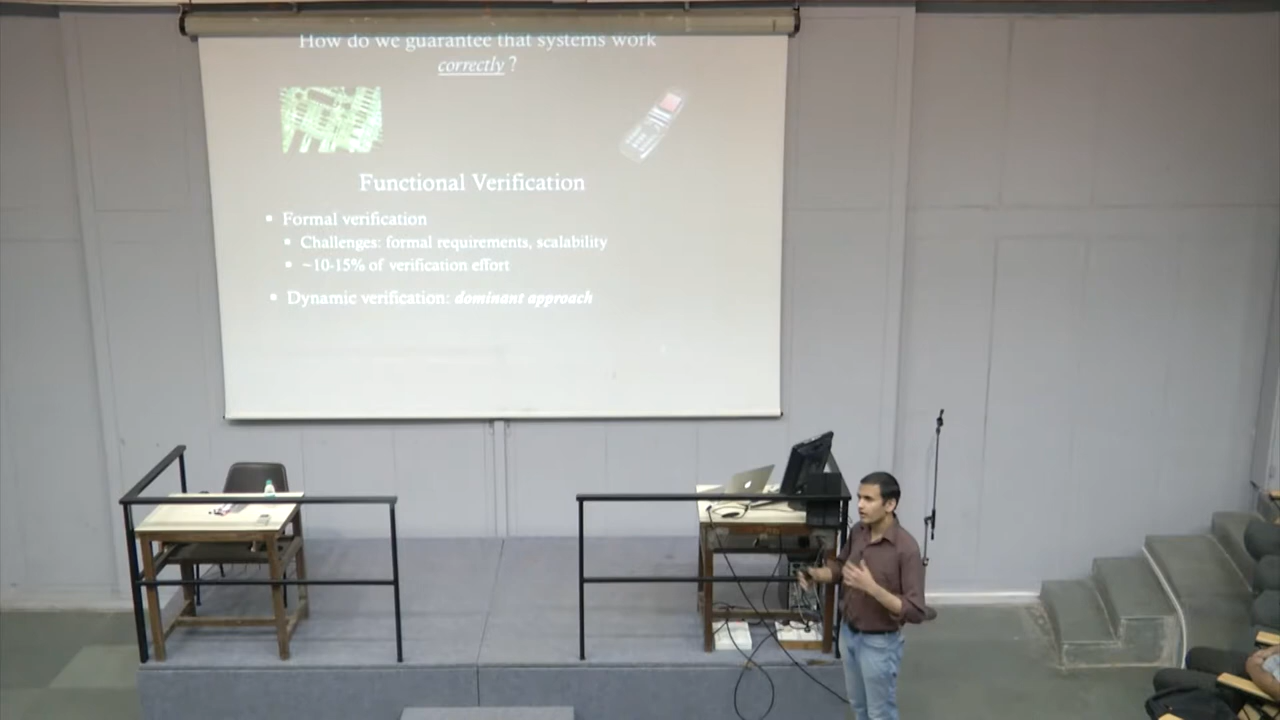 How do we guarantee that systems work
correctly ?
Functional Verification
▪ Formal verification
▪ Challenges: formal requirements, scalability
▪ ~10-15% of verification effort
▪ Dynamic verification: dominant approach